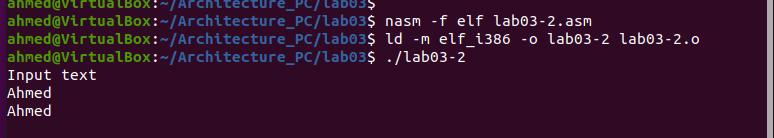 ahmed@VirtualBox:~/Architecture_PC/lab03$
ahmed@VirtualBox:~/Architecture_PC/lab03$ nasm -f elf lab03-2.asm
ahmed@VirtualBox:~/Architecture_PC/lab03$ ld -m elf_i386 -o lab03-2 lab03-2.o
ahmed@VirtualBox:~/Architecture_PC/lab03$ ./lab03-2
Input text
Ahmed
Ahmed